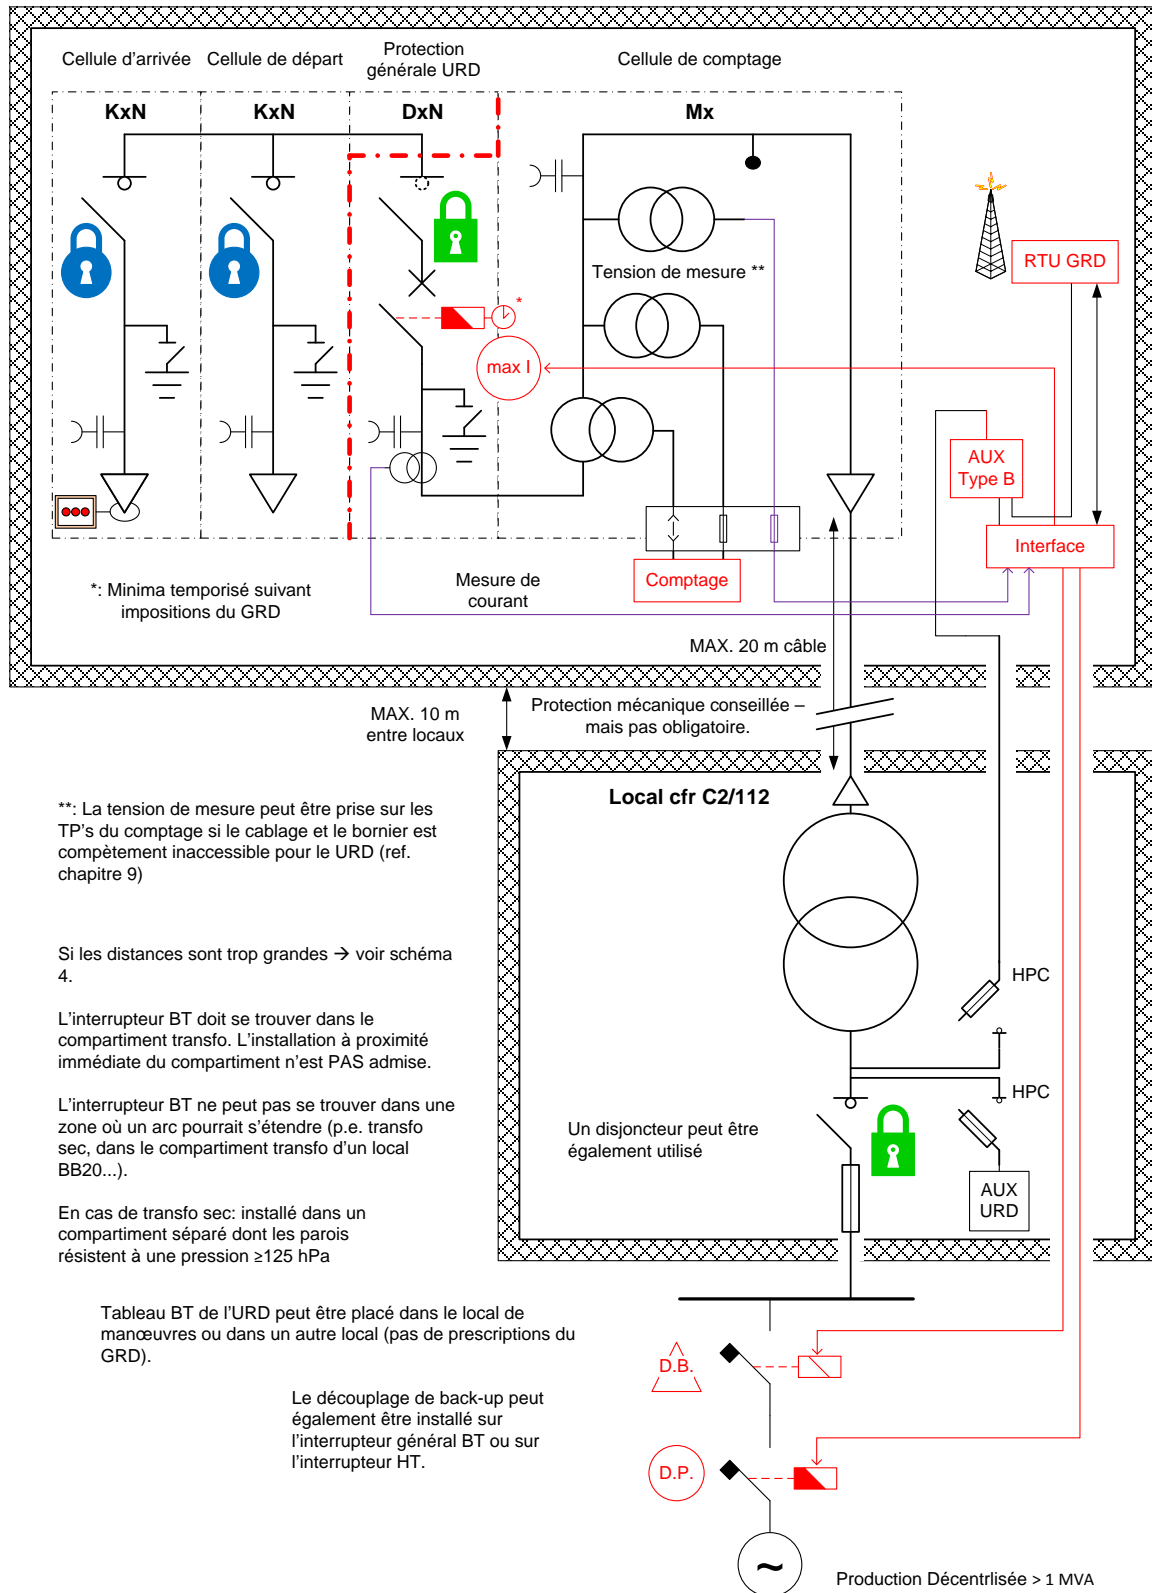 Cellule d'arrivée
Cellule de départ
Protection
générale URD
Cellule de comptage
KxN
KxN
DxN
Mx
Tension de mesure **
RTU GRD
*
max I
AUX
Type B
Interface
Comptage
*: Minima temporisé suivant
impositions du GRD
Mesure de
courant
MAX. 20 m câble
MAX. 10 m
entre locaux
Protection mécanique conseillée –
mais pas obligatoire.
Local cfr C2/112
**: La tension de mesure peut être prise sur les
TP's du comptage si le cablage et le bornier est
compètement inaccessible pour le URD (ref.
chapitre 9)
Si les distances sont trop grandes → voir schéma
4.
HPC
L'interrupteur BT doit se trouver dans le
compartiment transfo. L'installation à proximité
immédiate du compartiment n'est PAS admise.
HPC
L'interrupteur BT ne peut pas se trouver dans une
zone où un arc pourrait s'étendre (p.e. transfo
sec, dans le compartiment transfo d'un local
BB20...).
Un disjoncteur peut être
également utilisé
AUX
URD
En cas de transfo sec: installé dans un
compartiment séparé dont les parois
résistent à une pression ≥125 hPa
Tableau BT de l'URD peut être placé dans le local de
manœuvres ou dans un autre local (pas de prescriptions du
GRD).
D.B.
Le découplage de back-up peut
également être installé sur
l'interrupteur général BT ou sur
l'interrupteur HT.
D.P.
~
Production Décentrlisée > 1 MVA